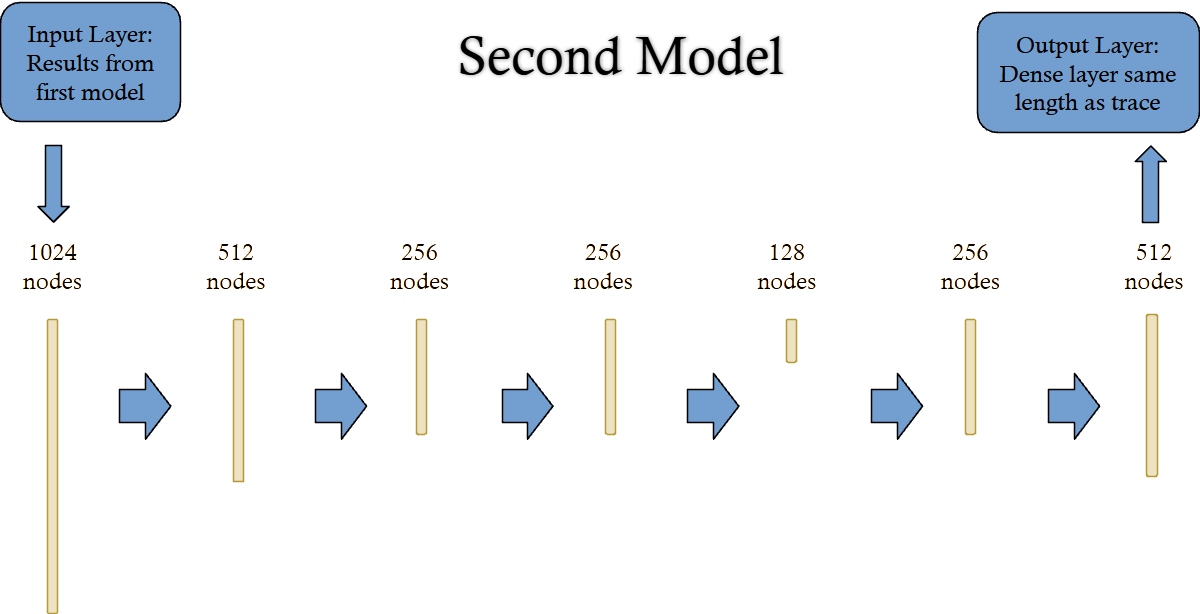 Input Layer:
Results from
first model
Second Model
Output Layer:
Dense layer same
length as trace
1024
nodes
512
nodes
256
nodes
256
nodes
128
nodes
256
nodes
512
nodes